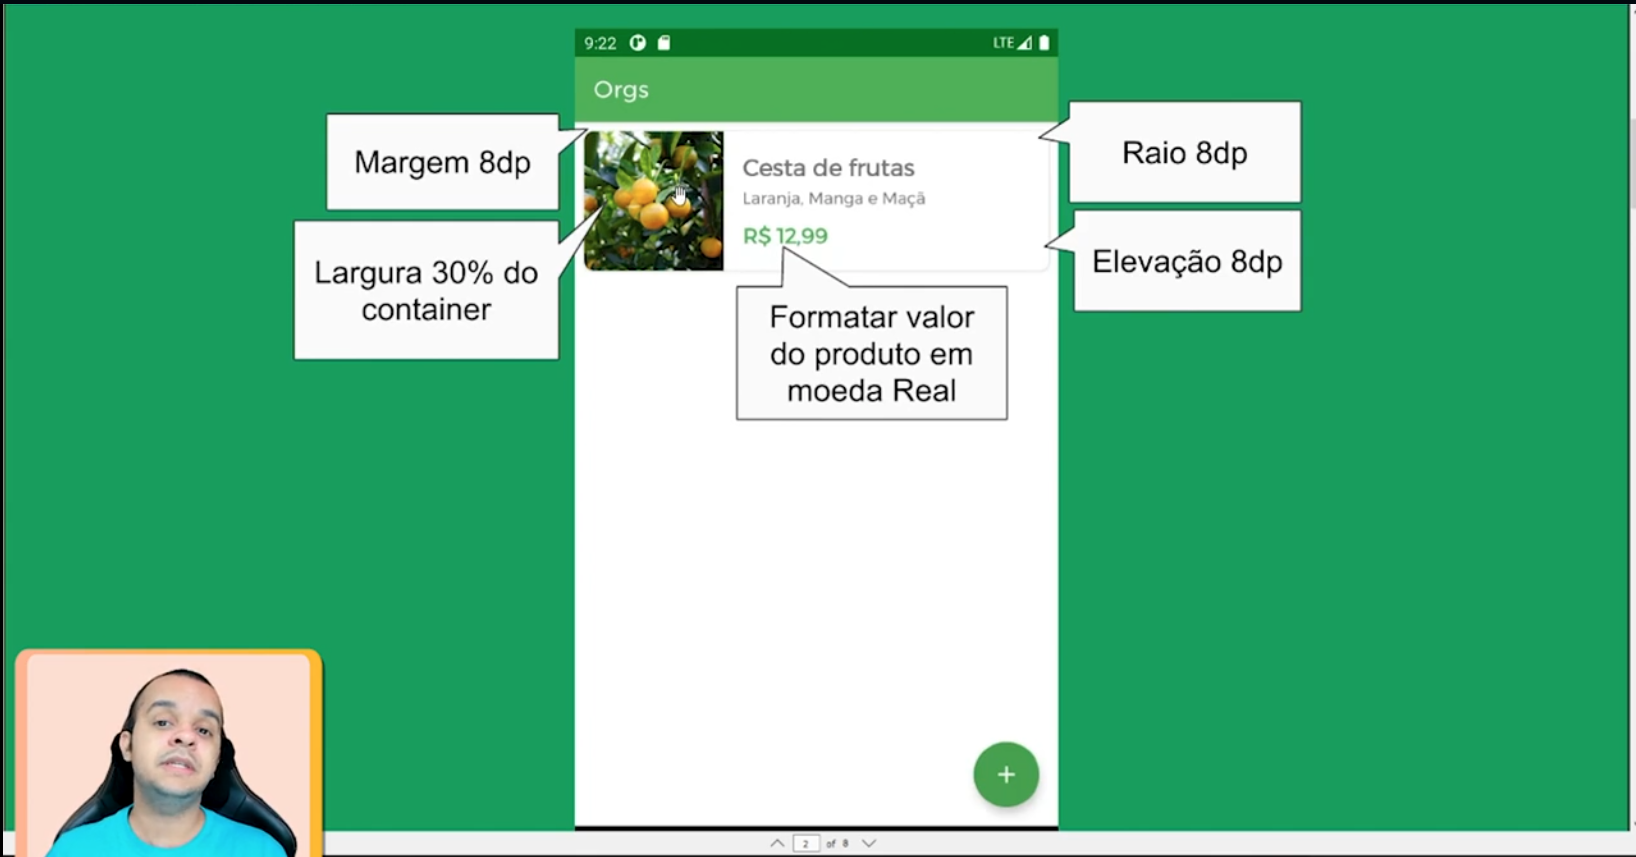 9:22
LTE
Orgs
Margem 8dp
Raio 8dp
Cesta de frutas
Laranja, Manga e Maçã
R$ 12,99
Largura 30% do
container
Elevação 8dp
Formatar valor
do produto em
moeda Real
+
2 of 8